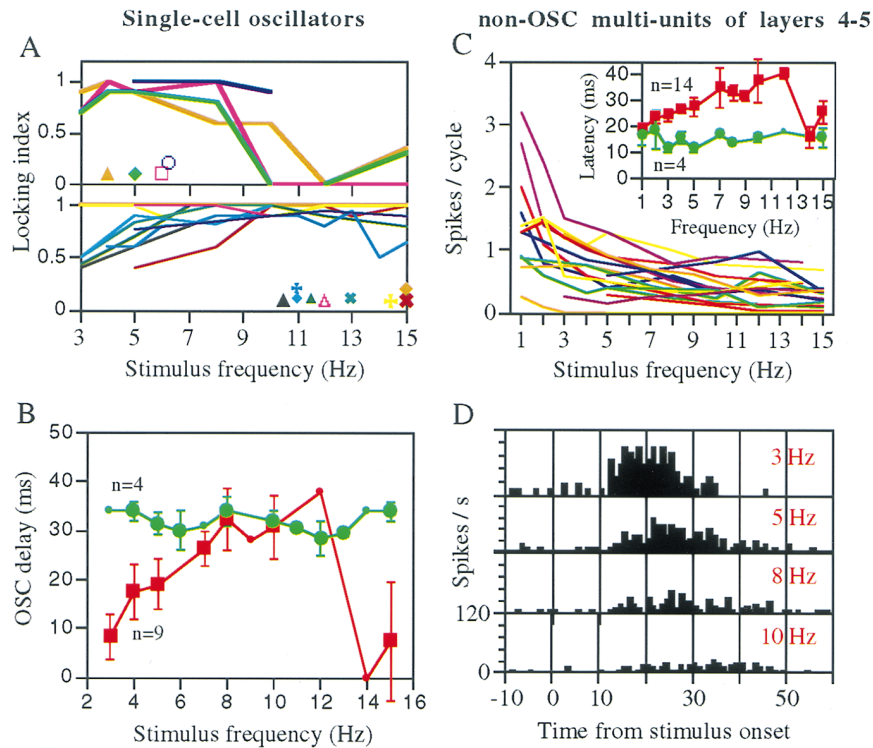 Single-cell oscillators
non-OSC multi-units of layers 4-5
A
Locking index
1
0.5
0
1
0.5
0
3 5 7 9 11 13 15
Stimulus frequency (Hz)
C
Spikes / cycle
4
3
2
1
0
1 3 5 7 9 11 13 15
Stimulus frequency (Hz)
Latency (ms)
40
30
20
10
0
n=14
n=4
1 3 5 7 9 11 13 15
Frequency (Hz)
B
OSC delay (ms)
50
40
30
20
10
0
n=4
n=9
2 4 6 8 10 12 14 16
Stimulus frequency (Hz)
D
Spikes / s
3 Hz
5 Hz
8 Hz
120
10 Hz
0
-10 0 10 30 50
Time from stimulus onset